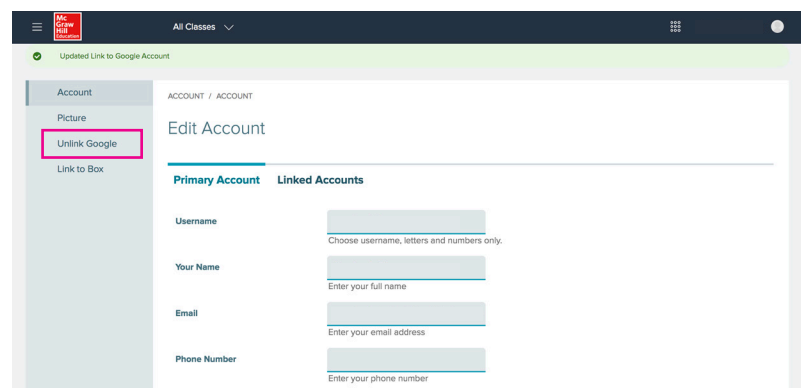 Mc
Graw
Hill
Education
All Classes
Updated Link to Google Account
Account
Picture
Unlink Google
Link to Box
ACCOUNT / ACCOUNT
Edit Account
Primary Account Linked Accounts
Username
Choose username, letters and numbers only.
Your Name
Enter your full name
Email
Enter your email address
Phone Number
Enter your phone number